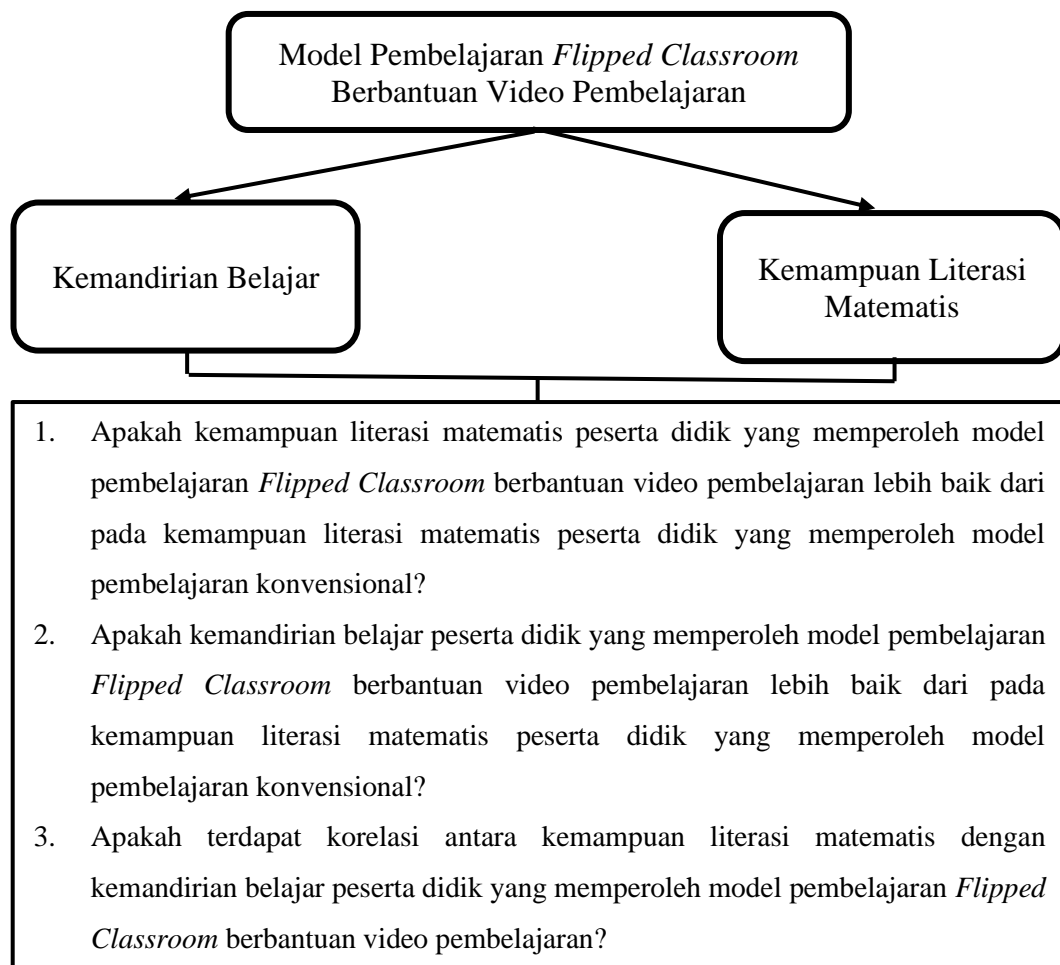 Model Pembelajaran Flipped Classroom
Berbantuan Video Pembelajaran
Kemandirian Belajar
Kemampuan Literasi
Matematis
1. Apakah kemampuan literasi matematis peserta didik yang memperoleh model
pembelajaran Flipped Classroom berbantuan video pembelajaran lebih baik dari
pada kemampuan literasi matematis peserta didik yang memperoleh model
pembelajaran konvensional?
2. Apakah kemandirian belajar peserta didik yang memperoleh model pembelajaran
Flipped Classroom berbantuan video pembelajaran lebih baik dari pada
kemampuan literasi matematis peserta didik yang memperoleh model
pembelajaran konvensional?
3. Apakah terdapat korelasi antara kemampuan literasi matematis dengan
kemandirian belajar peserta didik yang memperoleh model pembelajaran Flipped
Classroom berbantuan video pembelajaran?